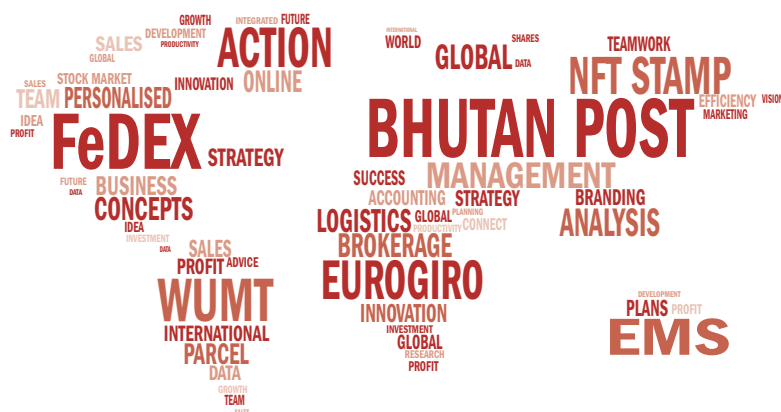 GROWTH
INTEGRATED FUTURE
SALES DEVELOPMENT
PRODUCTIVITY
GLOBAL
ACTION
STOCK MARKET
INNOVATION ONLINE
SALES
TEAM PERSONALISED
IDEA
PROFIT
FeDEX STRATEGY
FUTURE
DATA
BUSINESS
CONCEPTS
IDEA
INVESTMENT
DATA
SALES
PROFIT ADVICE
WUMT
INTERNATIONAL
PARCEL
DATA
GROWTH
TEAM
INTERNATIONAL
WORLD
SHARES
GLOBAL DATA
TEAMWORK
NFT STAMP
EFFICIENCY VISION
MARKETING
BHUTAN POST
SUCCESS MANAGEMENT
ACCOUNTING STRATEGY BRANDING
PLANNING
LOGISTICS GLOBAL
PRODUCTIVITY CONNECT
ANALYSIS
BROKERAGE
EUROGIRO
INNOVATION
INVESTMENT
GLOBAL
RESEARCH
PROFIT
DEVELOPMENT
PLANS PROFIT
EMS